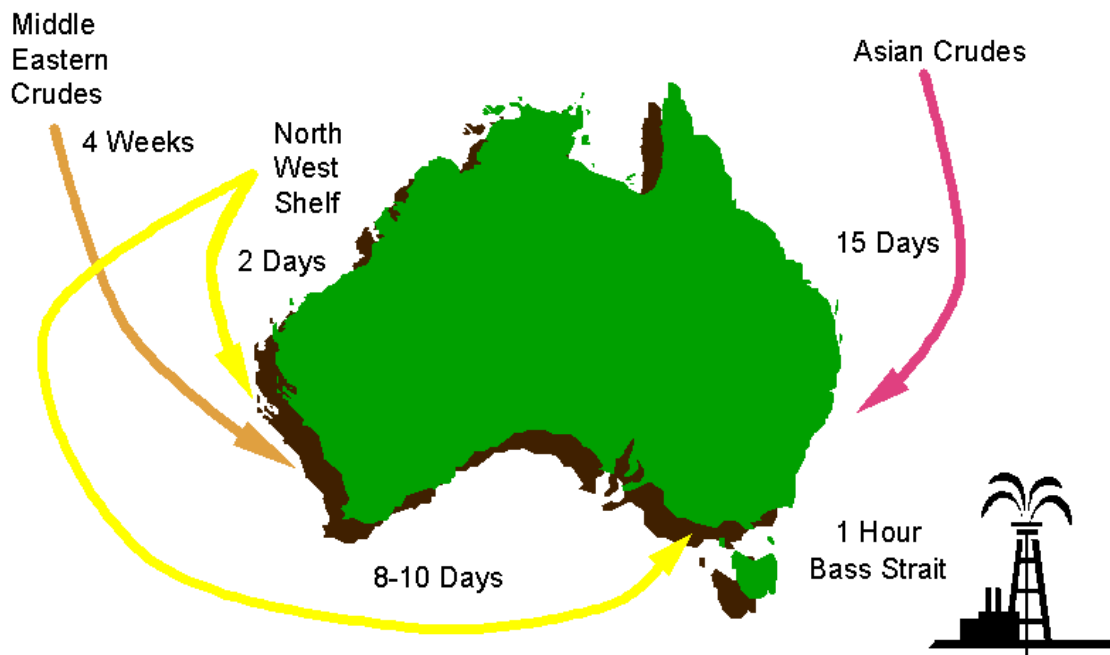 Middle
Eastern
Crudes
4 Weeks
North
West
Shelf
2 Days
Asian Crudes
15 Days
8-10 Days
1 Hour
Bass Strait